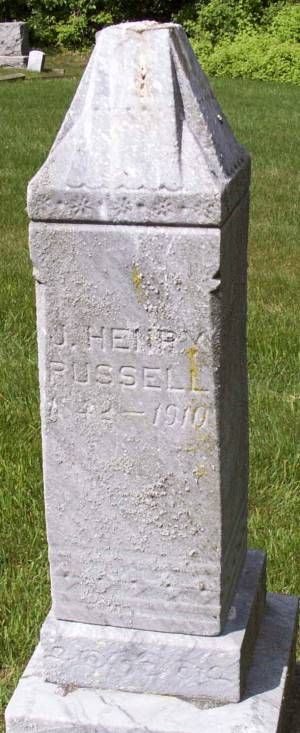 J. HENRY
RUSSELL
— 1910